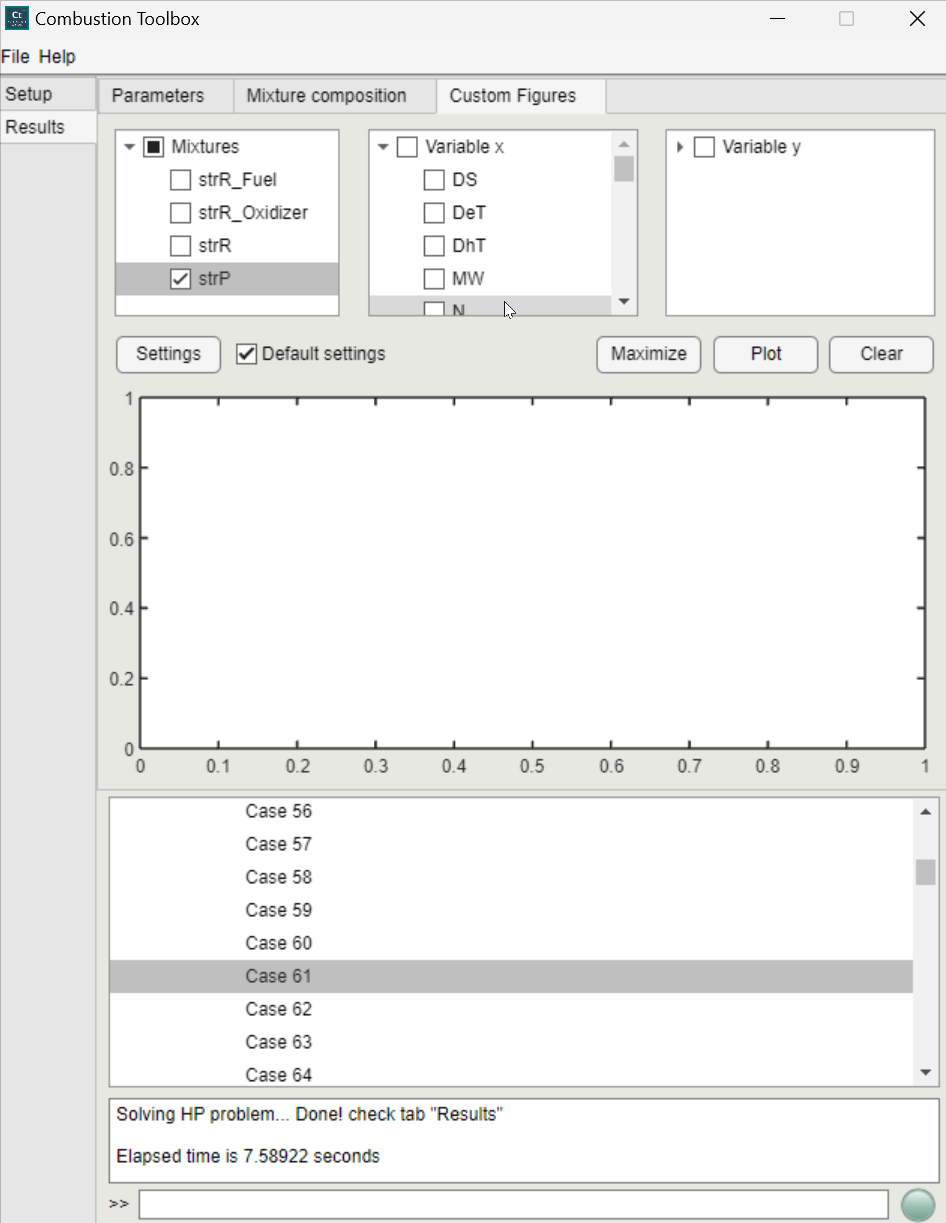 Ct
Combustion Toolbox
File Help
Setup
Results
Parameters
Mixture composition
Custom Figures
Mixtures
strR_Fuel
strR_Oxidizer
strR
strP
Variable x
DS
DeT
DhT
MW
N
Variable y
Settings
Default settings
Maximize
Plot
Clear
1
0.8
0.6
0.4
0.2
0
0 0.1 0.2 0.3 0.4 0.5 0.6 0.7 0.8 0.9 1
Case 56
Case 57
Case 58
Case 59
Case 60
Case 61
Case 62
Case 63
Case 64
Solving HP problem... Done! check tab "Results"
Elapsed time is 7.58922 seconds
>>